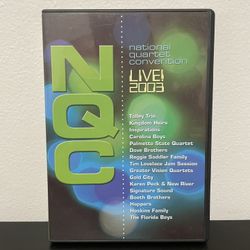 NQC
national
quartet
convention
LIVE!
2003
Talley Trio
Kingdom Heirs
Inspirations
Carolina Boys
Palmetto State Quartet
Dove Brothers
Reggie Saddler Family
Tim Lovelace Jam Session
Greater Vision Quartets
Gold City
Karen Peck & New River
Signature Sound
Booth Brothers
Hoppers
Hoskins Family
The Florida Boys